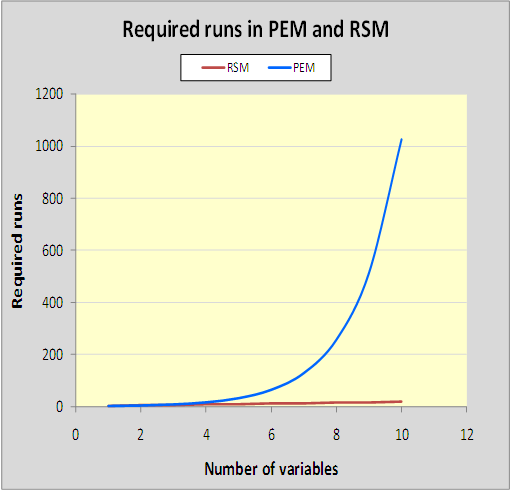 Required runs in PEM and RSM
RSM PEM
1200
1000
800
600
400
200
0
Required runs
0 2 4 6 8 10 12
Number of variables